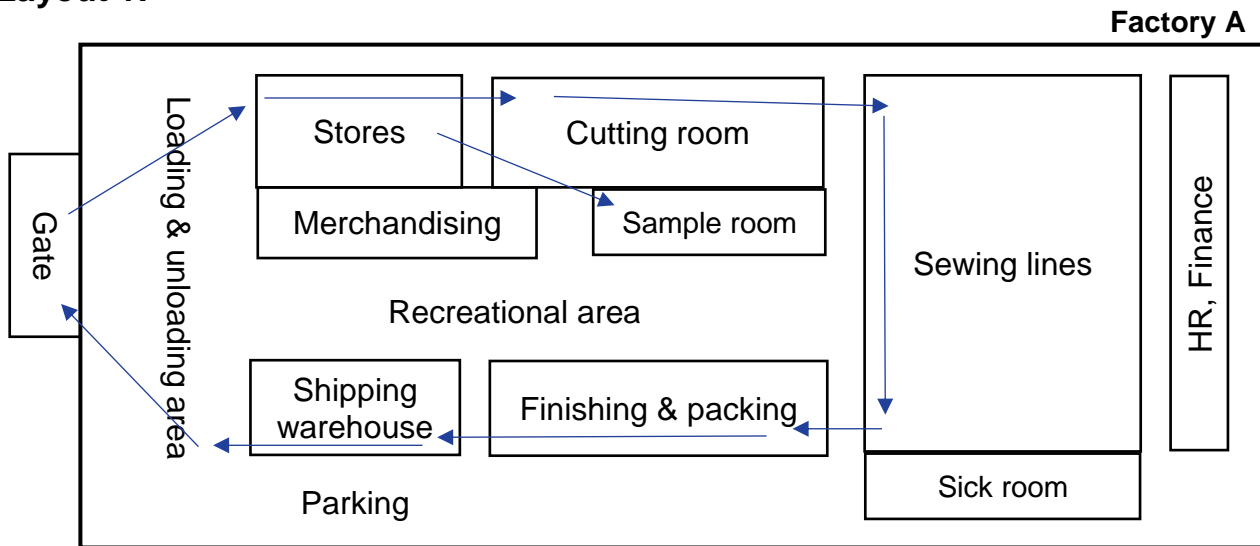 Factory A
Gate
Loading & unloading area
Stores
Cutting room
Merchandising
Sample room
Sewing lines
HR, Finance
Recreational area
Shipping
warehouse
Finishing & packing
Sick room
Parking